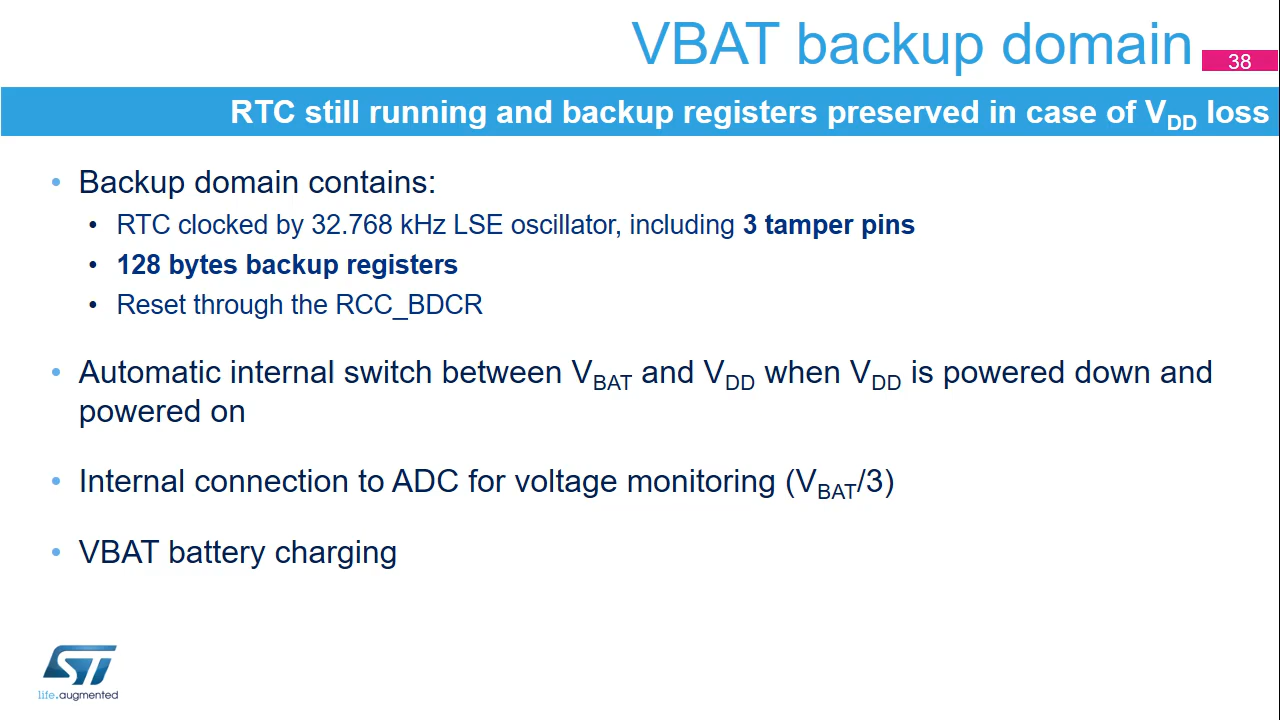 VBAT backup domain
38
RTC still running and backup registers preserved in case of VDD loss
• Backup domain contains:
• RTC clocked by 32.768 kHz LSE oscillator, including 3 tamper pins
• 128 bytes backup registers
• Reset through the RCC_BDCR
• Automatic internal switch between VBAT and VDD when VDD is powered down and
powered on
• Internal connection to ADC for voltage monitoring (VBAT/3)
• VBAT battery charging
ST
life.augmented